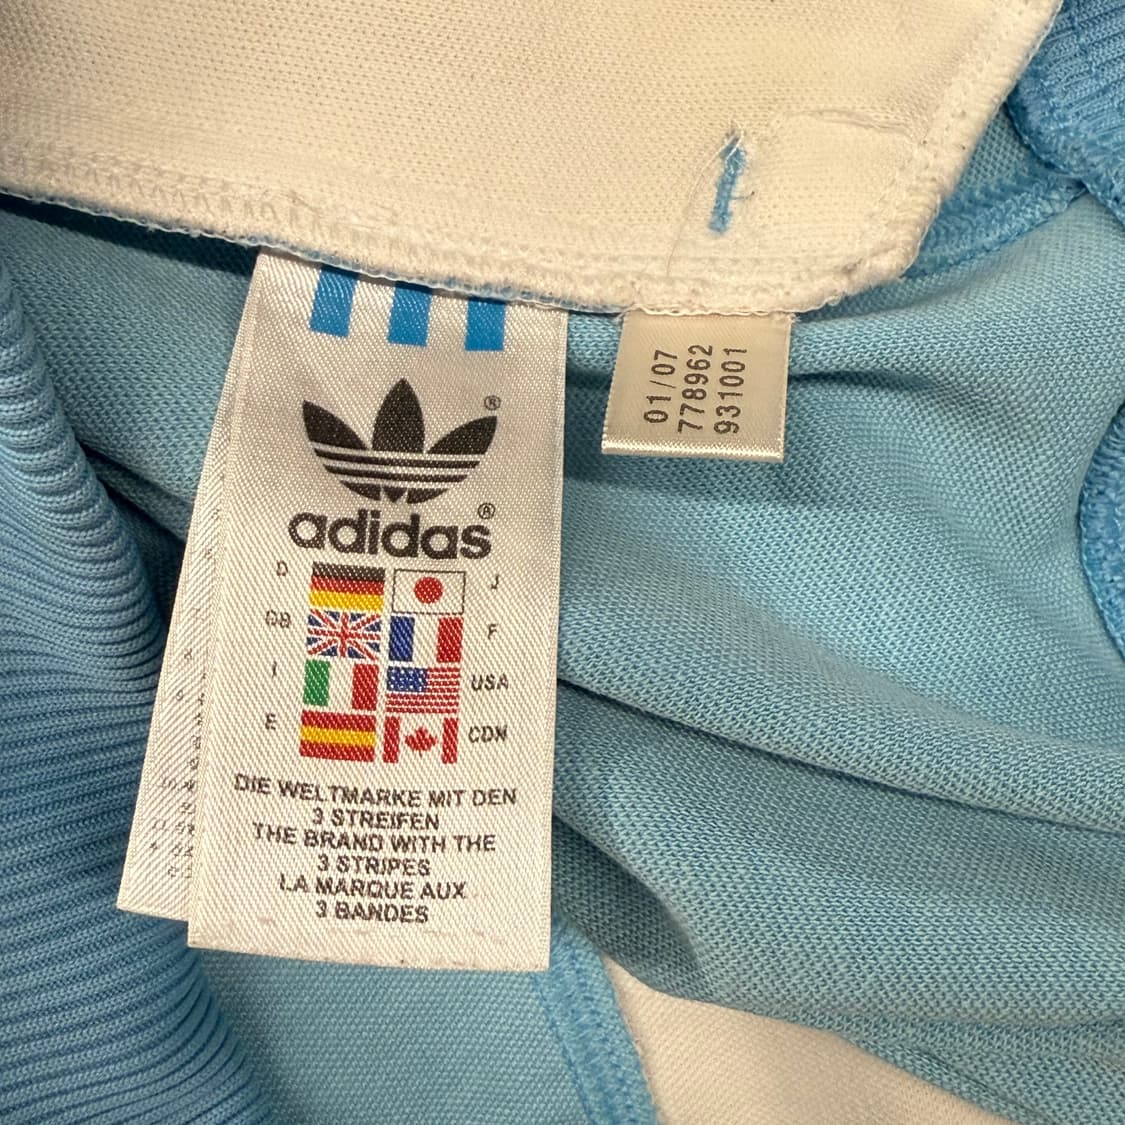 ®
adidas®
D
J
GB
F
I
USA
E
CDN
DIE WELTMARKE MIT DEN
3 STREIFEN
THE BRAND WITH THE
3 STRIPES
LA MARQUE AUX
3 BANDES
01/07
778962
931001